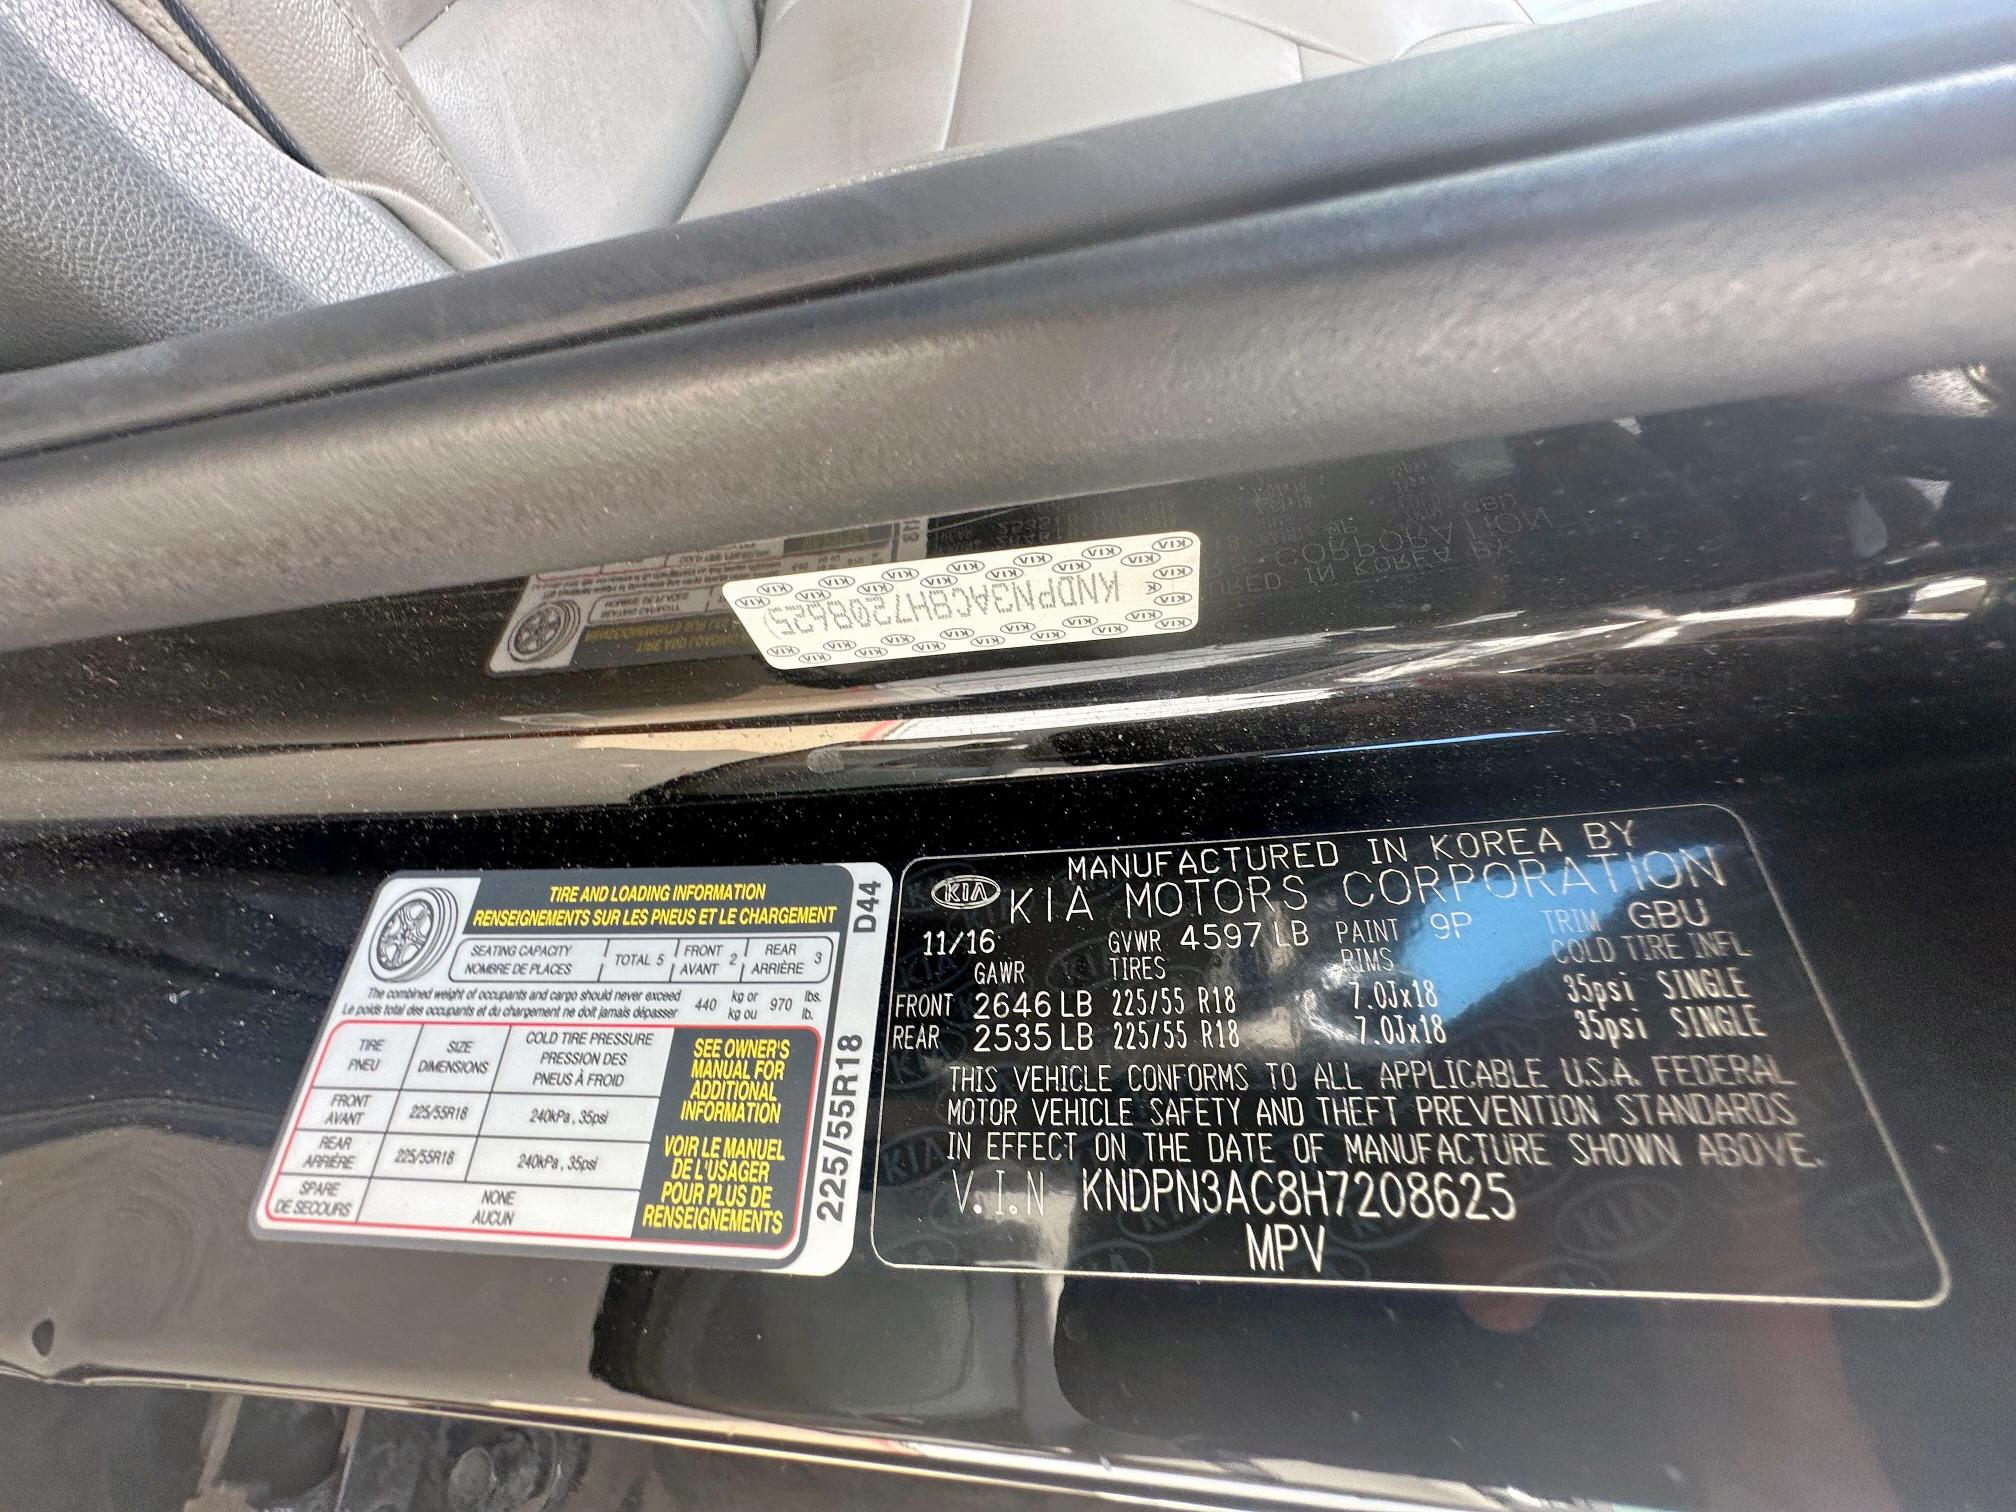 KNDPN3AC8H7208625
TIRE AND LOADING INFORMATION
RENSEIGNEMENTS SUR LES PNEUS ET LE CHARGEMENT
SEATING CAPACITY
NOMBRE DE PLACES
TOTAL 5
FRONT
AVANT
2
REAR
ARRIÈRE
3
The combined weight of occupants and cargo should never exceed
Le poids total des occupants et du chargement ne doit jamais dépasser
440
kg or
kg ou
970
lbs.
lb.
TIRE
PNEU
SIZE
DIMENSIONS
COLD TIRE PRESSURE
PRESSION DES
PNEUS À FROID
FRONT
AVANT
225/55R18
240kPa, 35psi
REAR
ARRIÈRE
225/55R18
240kPa, 35psi
SPARE
DE SECOURS
NONE
AUCUN
SEE OWNER'S
MANUAL FOR
ADDITIONAL
INFORMATION
VOIR LE MANUEL
DE L'USAGER
POUR PLUS DE
RENSEIGNEMENTS
D44
225/55R18
MANUFACTURED IN KOREA BY
KIA KIA MOTORS CORPORATION
11/16 GVWR 4597 LB PAINT 9P TRIM GBU
GAWR TIRES RIMS COLD TIRE INFL
FRONT 2646 LB 225/55 R18 7.0Jx18 35psi SINGLE
REAR 2535 LB 225/55 R18 7.0Jx18 35psi SINGLE
THIS VEHICLE CONFORMS TO ALL APPLICABLE U.S.A. FEDERAL
MOTOR VEHICLE SAFETY AND THEFT PREVENTION STANDARDS
IN EFFECT ON THE DATE OF MANUFACTURE SHOWN ABOVE.
V.I.N KNDPN3AC8H7208625
MPV